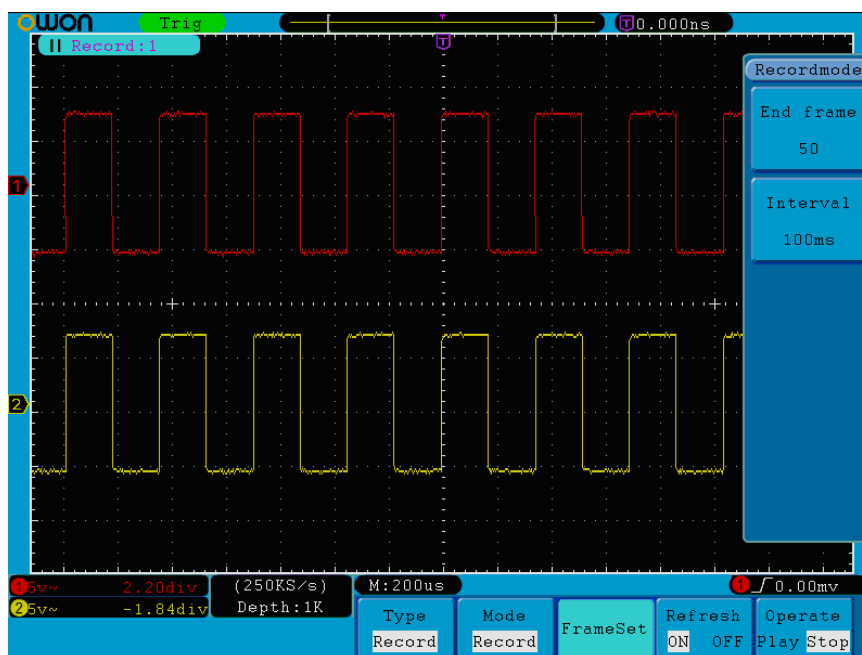 owon Trig T 0.000ns
T
Record:1
T
Recordmode
End frame
50
Interval
100ms
1
2
1 5v~ 2.20div (250KS/s) M:200us 1 0.00mv
2 5v~ -1.84div Depth:1K
Type Mode FrameSet Refresh Operate
Record Record ON OFF Play Stop